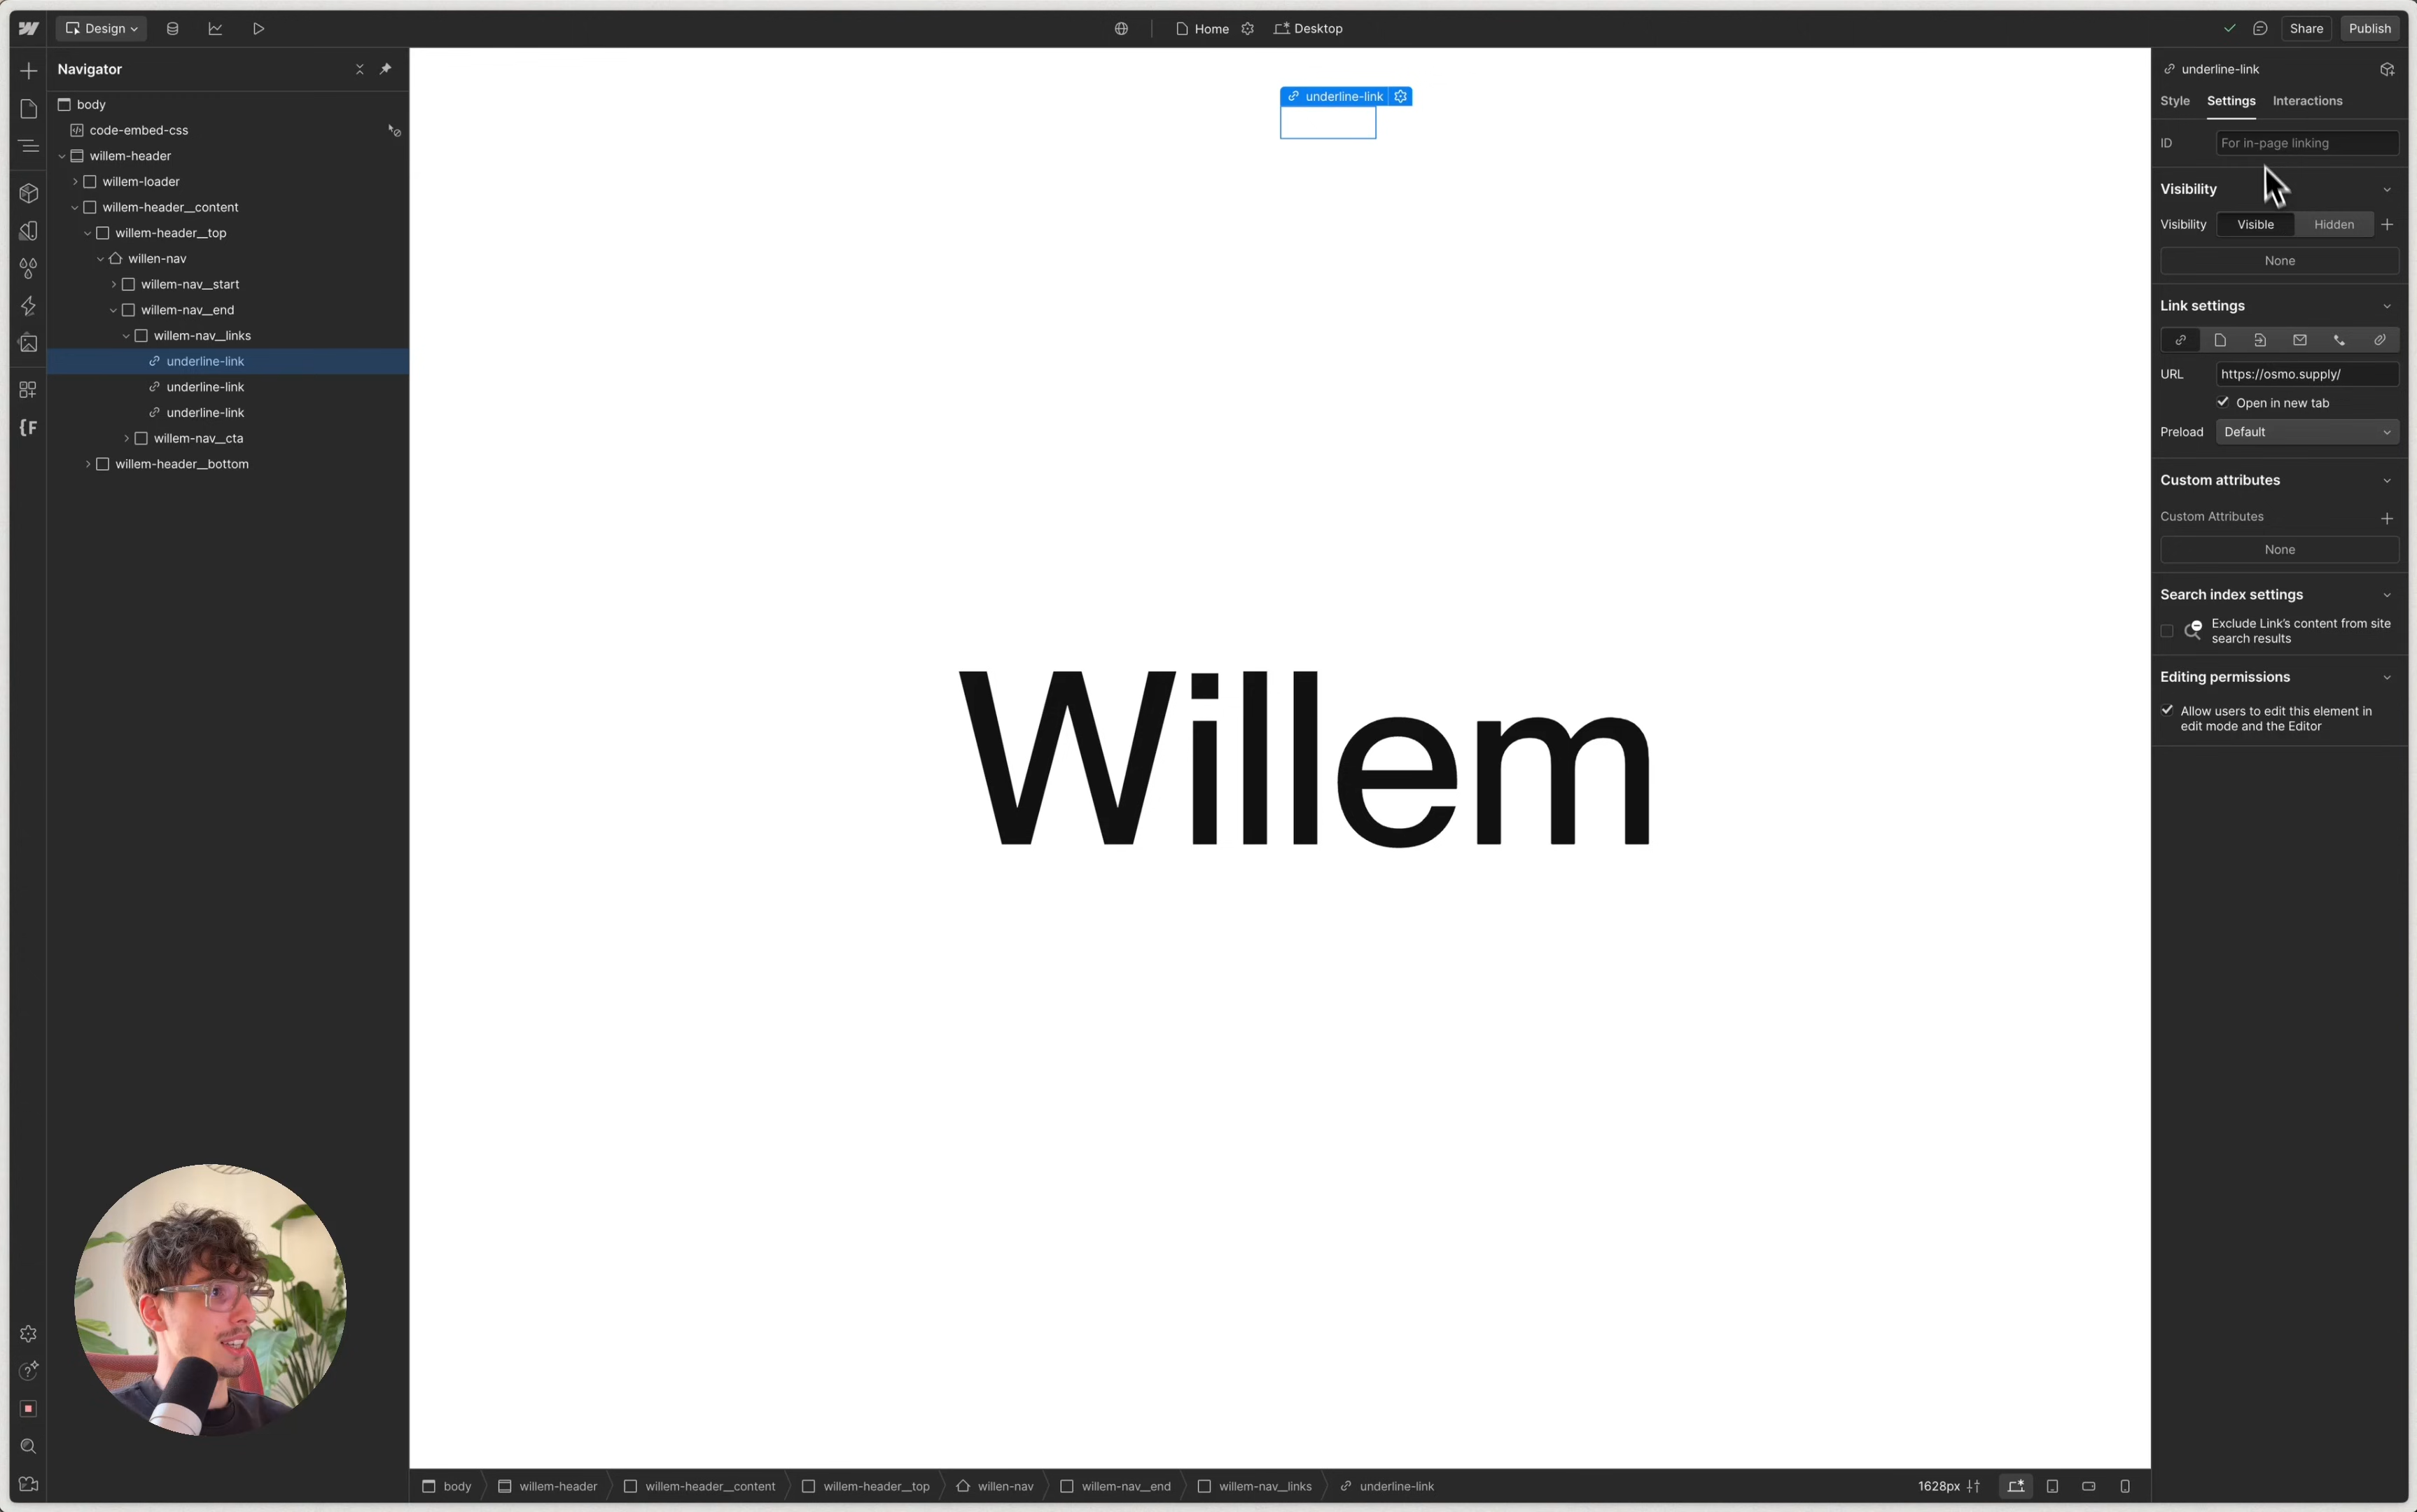 Design
Home
Desktop
Share
Publish
Navigator
body
code-embed-css
willem-header
willem-loader
willem-header__content
willem-header__top
willen-nav
willem-nav__start
willem-nav__end
willem-nav__links
underline-link
underline-link
underline-link
willem-nav__cta
willem-header__bottom
{F
underline-link
Willem
underline-link
Style Settings Interactions
ID For in-page linking
Visibility
Visibility Visible Hidden
None
Link settings
URL https://osmo.supply/
Open in new tab
Preload Default
Custom attributes
Custom Attributes
None
Search index settings
Exclude Link's content from site
search results
Editing permissions
Allow users to edit this element in
edit mode and the Editor
body willem-header willem-header__content willem-header__top willen-nav willem-nav__end willem-nav__links underline-link
1628px